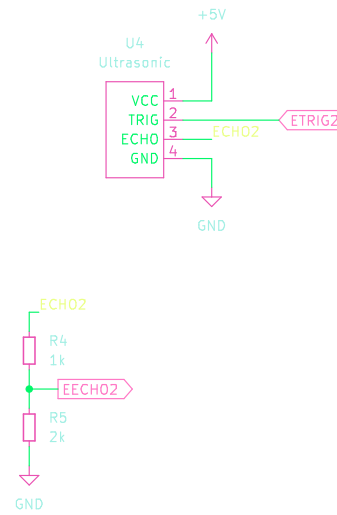 +5V
U4
Ultrasonic
VCC 1
TRIG 2
ETRIG2
ECHO 3
ECHO2
GND 4
GND
ECHO2
R4
1k
EECHO2
R5
2k
GND